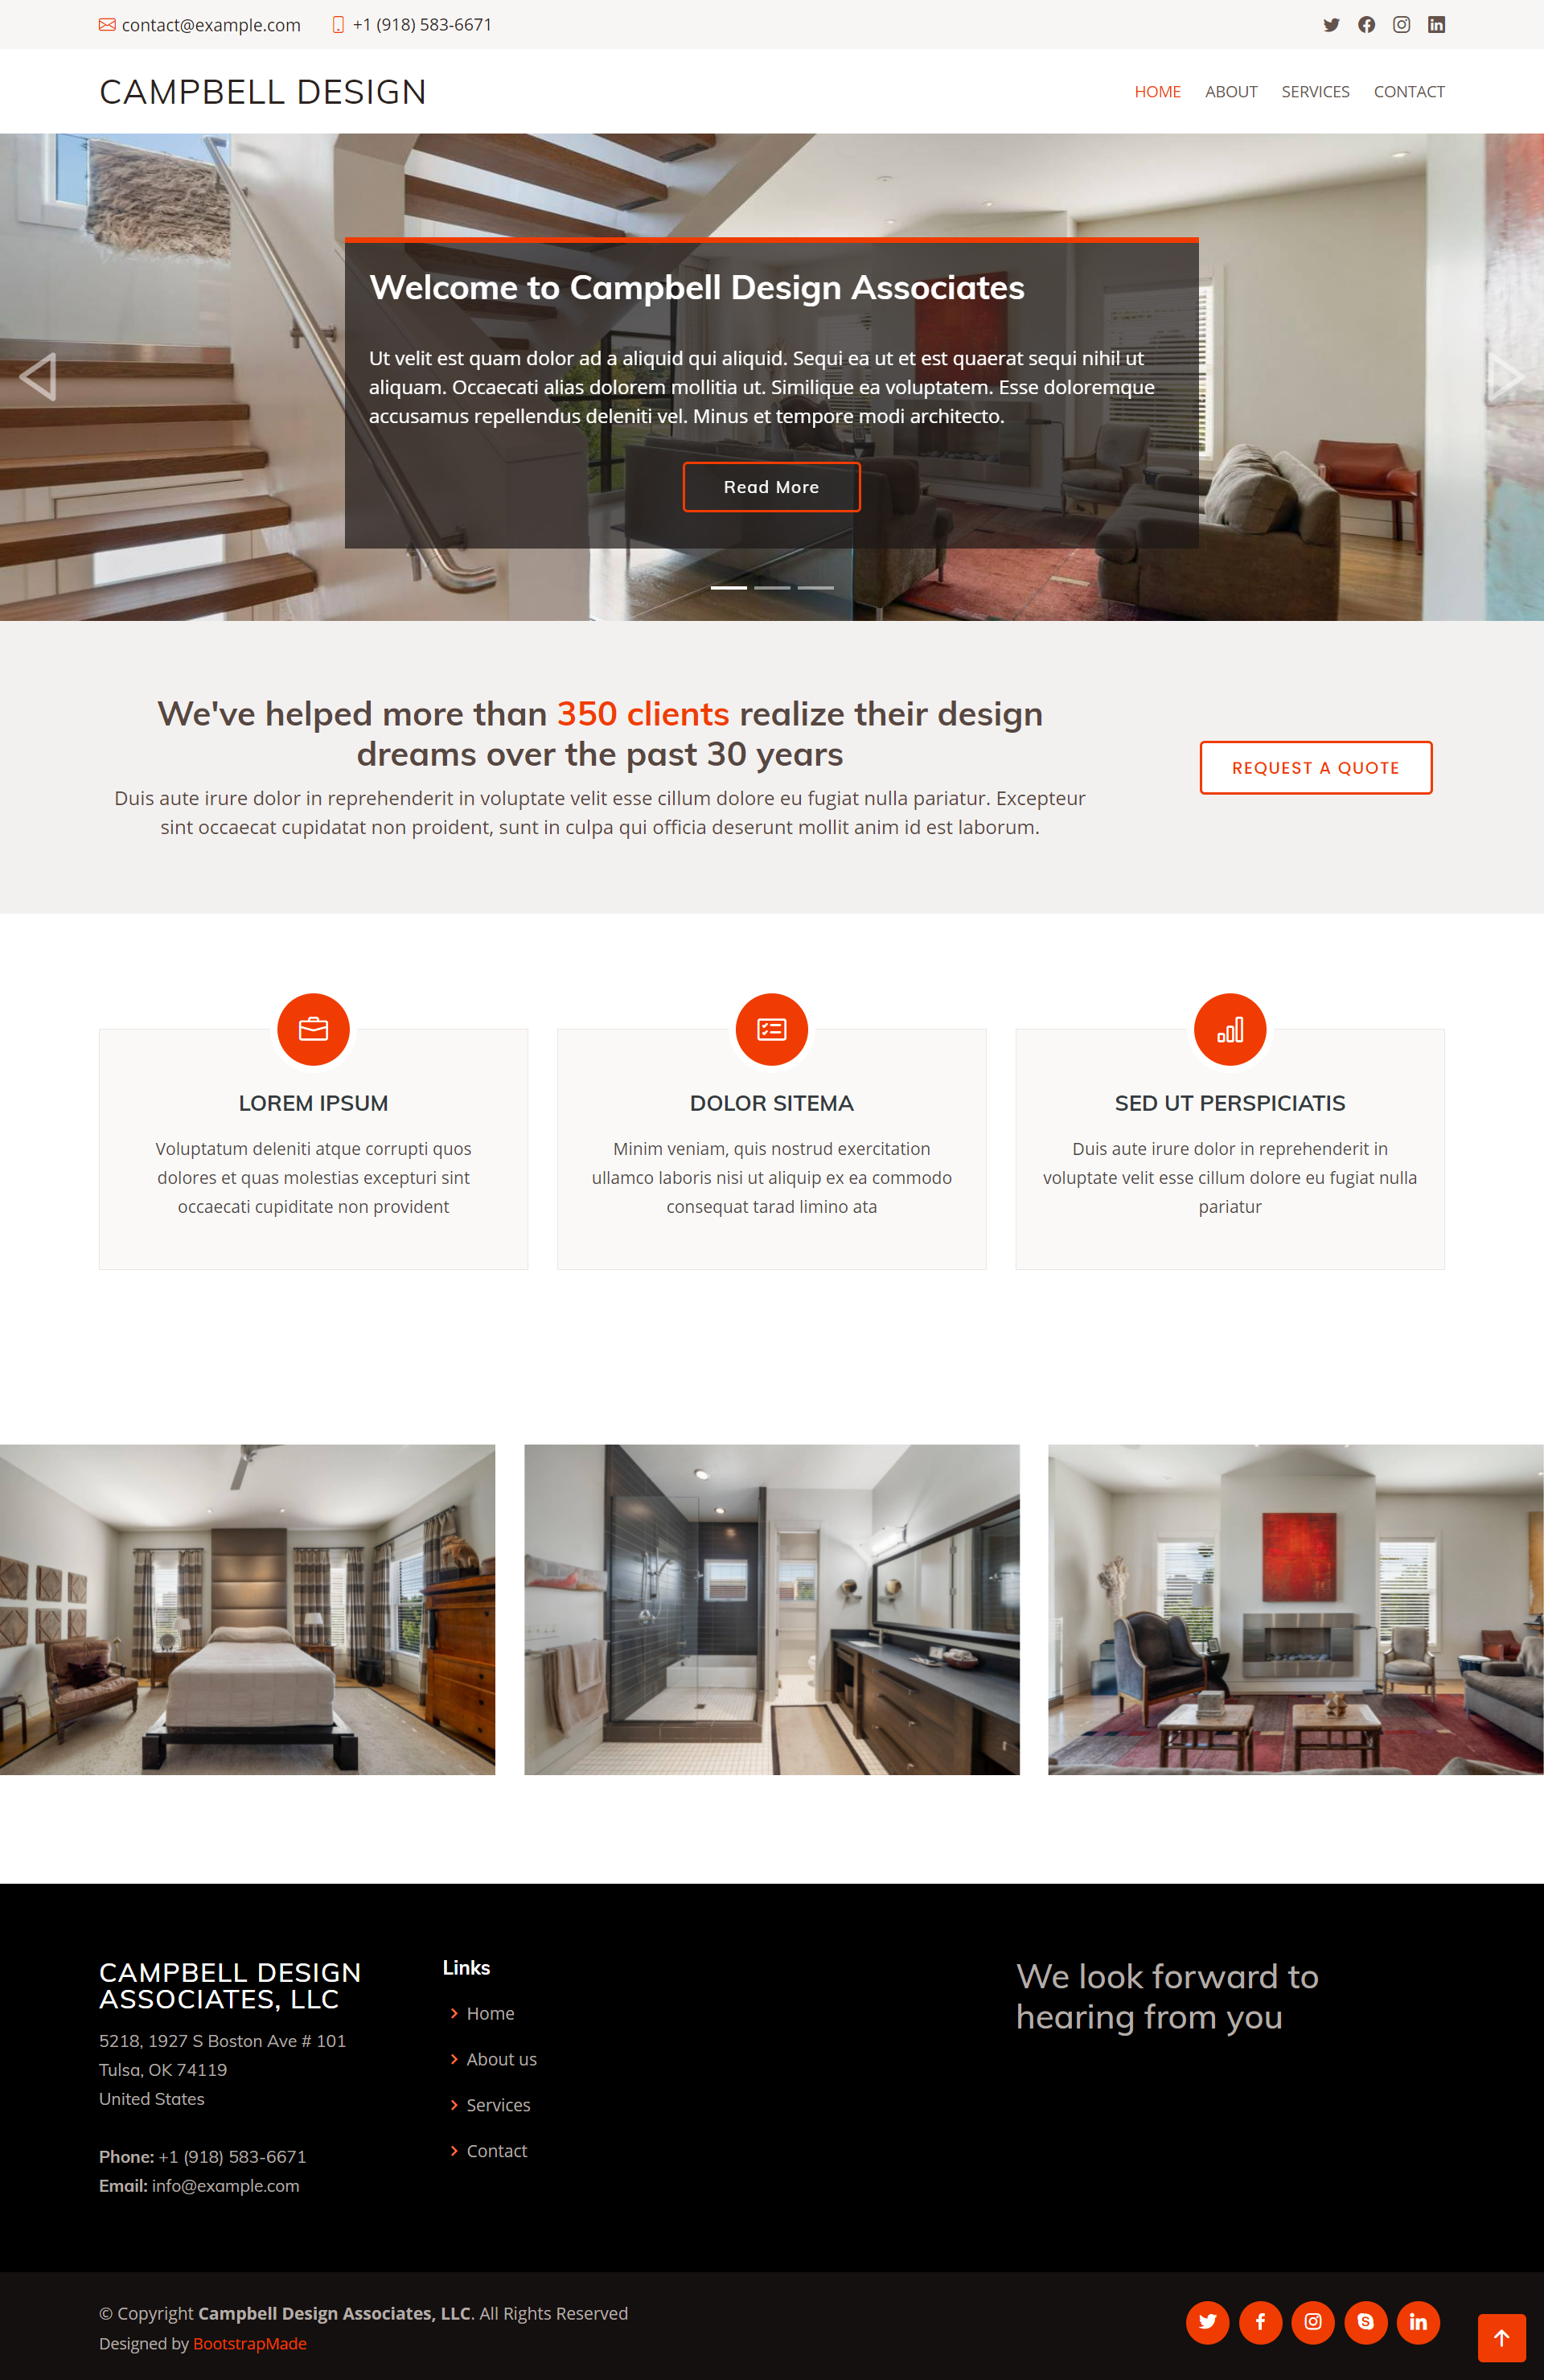 contact@example.com +1 (918) 583-6671
CAMPBELL DESIGN
HOME ABOUT SERVICES CONTACT
Welcome to Campbell Design Associates
Ut velit est quam dolor ad a aliquid qui aliquid. Sequi ea ut et est quaerat sequi nihil ut
aliquam. Occaecati alias dolorem mollitia ut. Similique ea voluptatem. Esse doloremque
accusamus repellendus deleniti vel. Minus et tempore modi architecto.
Read More
We've helped more than 350 clients realize their design
dreams over the past 30 years
Duis aute irure dolor in reprehenderit in voluptate velit esse cillum dolore eu fugiat nulla pariatur. Excepteur
sint occaecat cupidatat non proident, sunt in culpa qui officia deserunt mollit anim id est laborum.
REQUEST A QUOTE
LOREM IPSUM
Voluptatum deleniti atque corrupti quos
dolores et quas molestias excepturi sint
occaecati cupiditate non provident
DOLOR SITEMA
Minim veniam, quis nostrud exercitation
ullamco laboris nisi ut aliquip ex ea commodo
consequat tarad limino ata
SED UT PERSPICIATIS
Duis aute irure dolor in reprehenderit in
voluptate velit esse cillum dolore eu fugiat nulla
pariatur
CAMPBELL DESIGN
ASSOCIATES, LLC
5218, 1927 S Boston Ave # 101
Tulsa, OK 74119
United States
Phone: +1 (918) 583-6671
Email: info@example.com
Links
Home
About us
Services
Contact
We look forward to
hearing from you
© Copyright Campbell Design Associates, LLC. All Rights Reserved
Designed by BootstrapMade